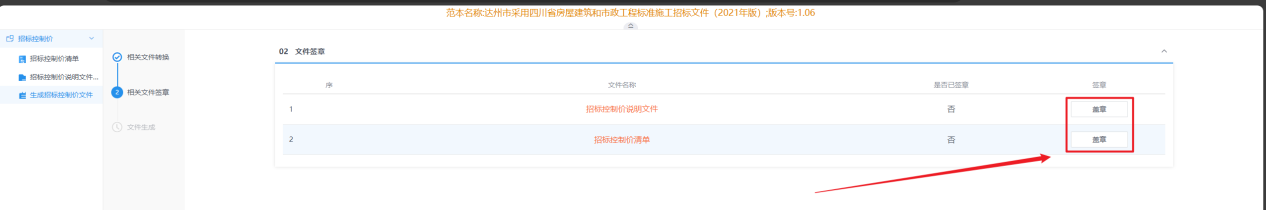 范本名称:达州市采用四川省房屋建筑和市政工程标准施工招标文件（2021年版）;版本号:1.06
招标控制价
招标控制价清单
招标控制价说明文件...
生成招标控制价文件
相关文件转换
2 相关文件签章
文件生成
02 文件签章
序 文件名称 是否已签章 签章
1 招标控制价说明文件 否 盖章
2 招标控制价清单 否 盖章